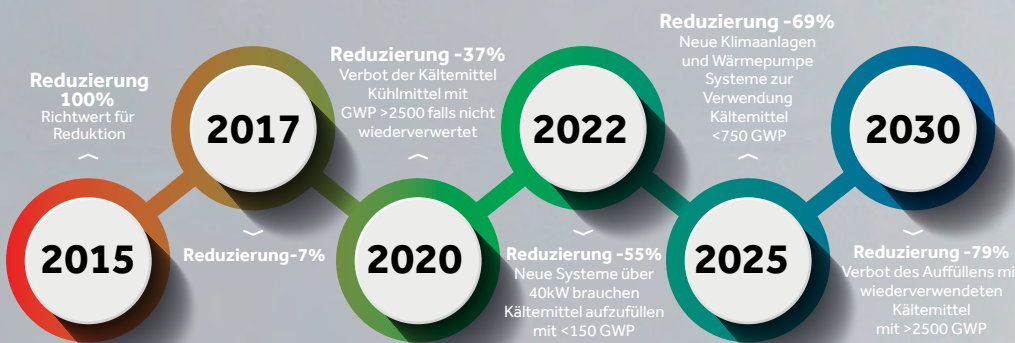 Reduzierung
100%
Richtwert für
Reduktion
2015
2017
Reduzierung-7%
Reduzierung -37%
Verbot der Kältemittel
Kühlmittel mit
GWP >2500 falls nicht
wiederverwertet
2020
2022
Reduzierung -55%
Neue Systeme über
40kW brauchen
Kältemittel aufzufüllen
mit <150 GWP
Reduzierung -69%
Neue Klimaanlagen
und Wärmepumpe
Systeme zur
Verwendung
Kältemittel
<750 GWP
2025
2030
Reduzierung -79%
Verbot des Auffüllens mi
wiederverwendeten
Kältemittel
mit >2500 GWP